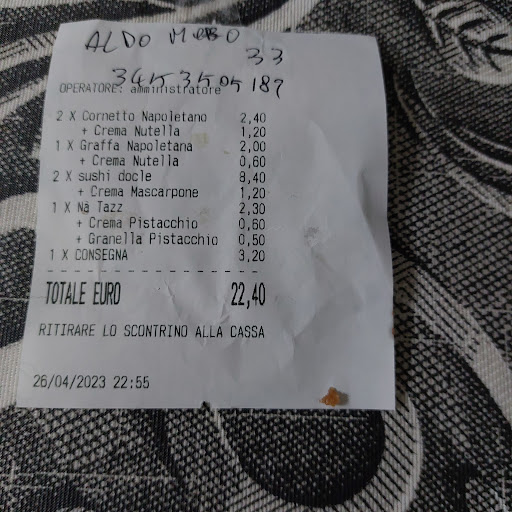 ALDO MORO
33
3453505187
OPERATORE: amministratore
2 X Cornetto Napoletano 2,40
+ Crema Nutella 1,20
1 X Graffa Napoletana 2,00
+ Crema Nutella 0,60
2 X sushi docle 8,40
+ Crema Mascarpone 1,20
1 X Nà Tazz 2,30
+ Crema Pistacchio 0,60
+ Granella Pistacchio 0,50
1 X CONSEGNA 3,20
TOTALE EURO 22,40
RITIRARE LO SCONTRINO ALLA CASSA
26/04/2023 22:55